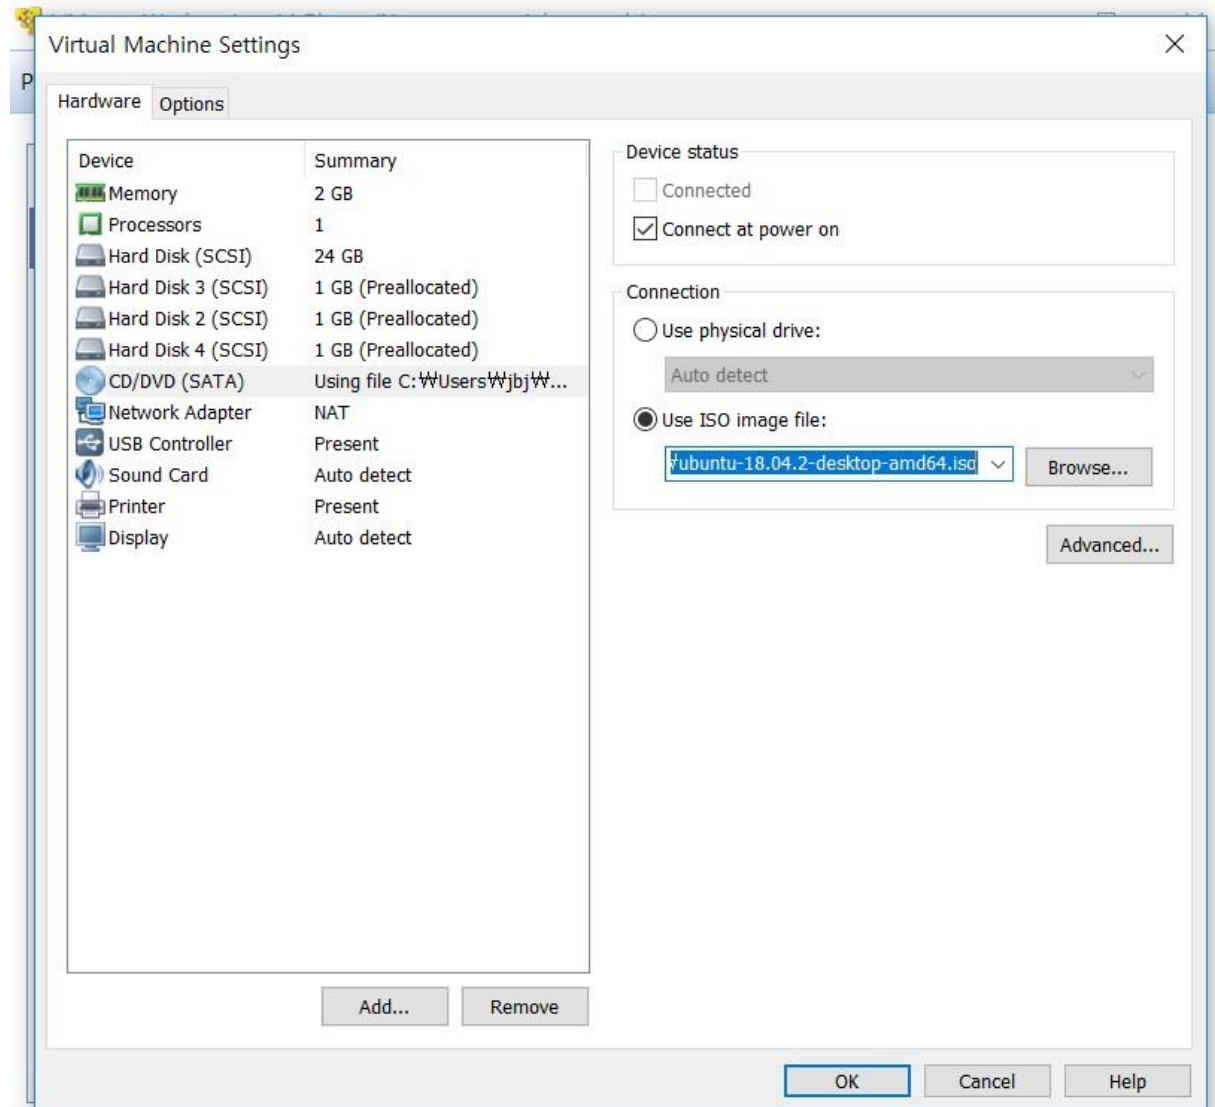 Virtual Machine Settings
P
Hardware Options
Device Summary
Memory 2 GB
Processors 1
Hard Disk (SCSI) 24 GB
Hard Disk 3 (SCSI) 1 GB (Preallocated)
Hard Disk 2 (SCSI) 1 GB (Preallocated)
Hard Disk 4 (SCSI) 1 GB (Preallocated)
CD/DVD (SATA) Using file C:₩Users₩jbj₩...
Network Adapter NAT
USB Controller Present
Sound Card Auto detect
Printer Present
Display Auto detect
Add... Remove
Device status
Connected
Connect at power on
Connection
Use physical drive:
Auto detect
Use ISO image file:
₩ubuntu-18.04.2-desktop-amd64.iso Browse...
Advanced...
OK Cancel Help